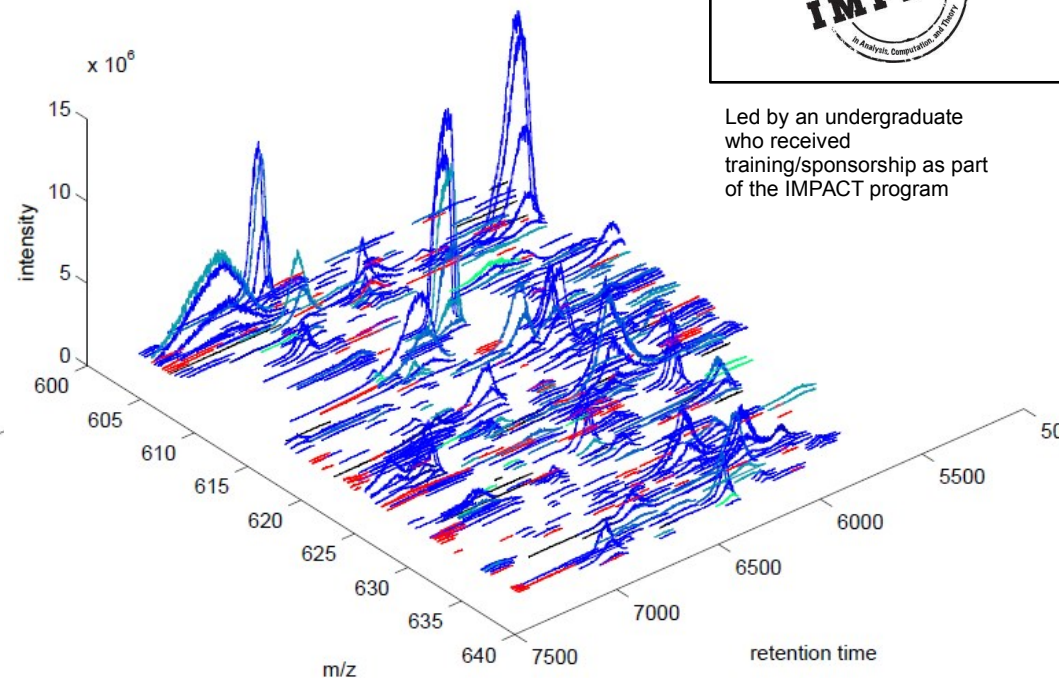 in Analysis, Computation, and Theory
Led by an undergraduate
who received
training/sponsorship as part
of the IMPACT program
x 10⁶
15
10
5
0
intensity
600
605
610
615
620
625
630
635
640
m/z
7500
7000
6500
6000
5500
retention time